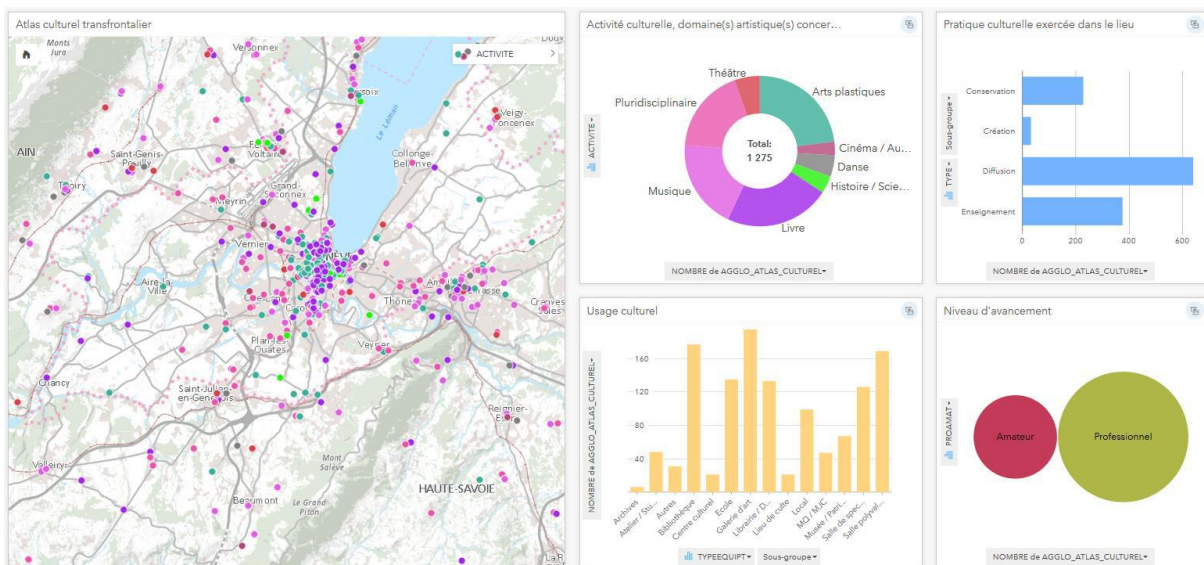 Atlas culturel transfrontalier
ACTIVITE
Monts
Jura
Versonnex
Versoix
Le Léman
Veigy-
Foncenex
AIN
Saint-Genis-
Pouilly
Ferney-
Voltaire
Collonge-
Bellerive
Thoiry
Grand-
Saconnex
Meyrin
Vernier
Aire-la-
Ville
Thône
Cranves-
Sales
Plan-les-
Ouates
Veyrier
Chancy
Saint-Julien-
en-Genevois
Reignier-
Valleiry
Mont
Salève
Beaumont
Le Grand
Piton
HAUTE-SAVOIE
La R
Activité culturelle, domaine(s) artistique(s) concer...
ACTIVITE
Théâtre
Pluridisciplinaire
Arts plastiques
Total:
1 275
Cinéma / Au...
Danse
Histoire / Scie...
Musique
Livre
NOMBRE de AGGLO_ATLAS_CULTUREL
Pratique culturelle exercée dans le lieu
TYPE
Sous-groupe
Conservation
Création
Diffusion
Enseignement
0 200 400 600
NOMBRE de AGGLO_ATLAS_CULTUREL
Usage culturel
NOMBRE de AGGLO_ATLAS_CULTUREL
160
120
80
40
Archives
Atelier / Stu...
Autres
Bibliothèque
Centre culturel
Ecole
Galerie d'art
Librairie / D...
Lieu de culte
Local
MQ / MJC
Musée / Patri...
Salle de spec...
Salle polyval...
TYPEEQUIPT Sous-groupe
Niveau d'avancement
PROAMAT
Amateur
Professionnel
NOMBRE de AGGLO_ATLAS_CULTUREL